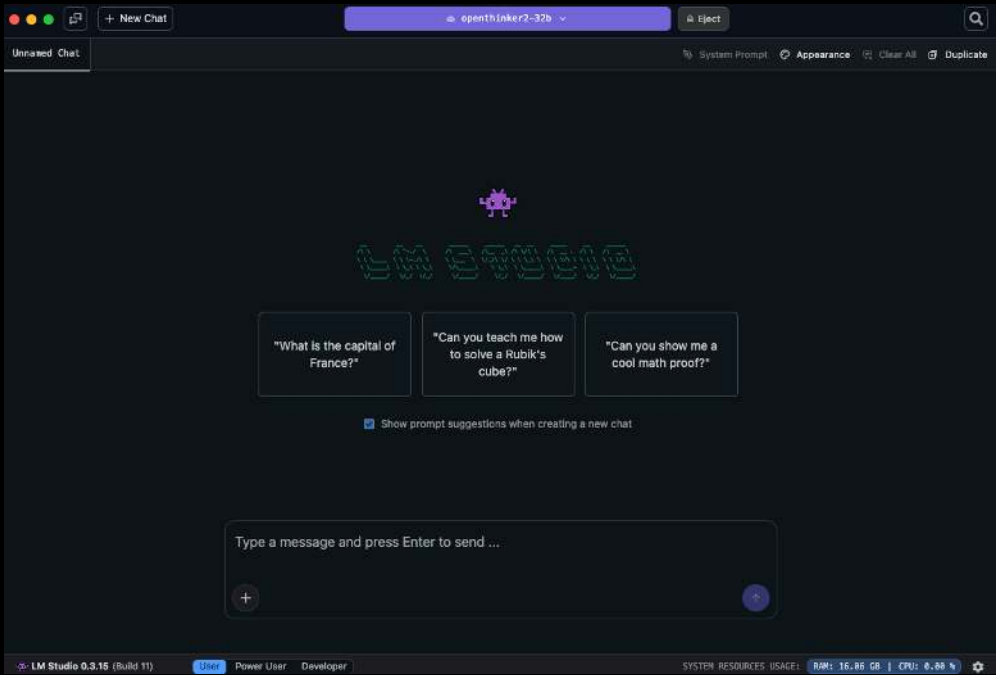 + New Chat
openthinker2-32b
Eject
Unnamed Chat
System Prompt
Appearance
Clear All
Duplicate
LM STUDIO
"What is the capital of
France?"
"Can you teach me how
to solve a Rubik's
cube?"
"Can you show me a
cool math proof?"
Show prompt suggestions when creating a new chat
Type a message and press Enter to send ...
LM Studio 0.3.15 (Build 11)
User
Power User
Developer
SYSTEM RESOURCES USAGE:
RAM: 16.06 GB | CPU: 0.00 %